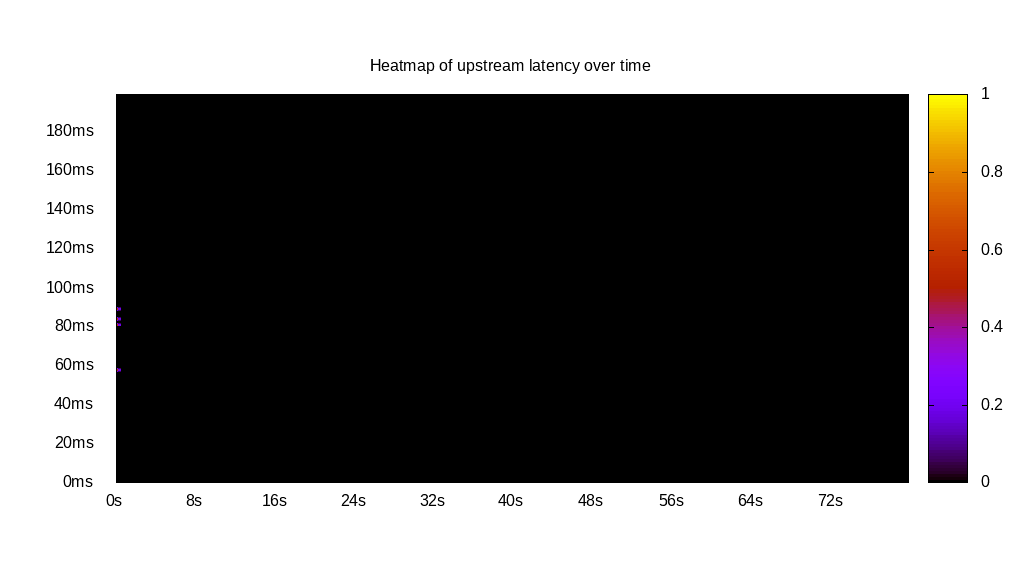 Heatmap of upstream latency over time
180ms
160ms
140ms
120ms
100ms
80ms
60ms
40ms
20ms
0ms
0s 8s 16s 24s 32s 40s 48s 56s 64s 72s
1
0.8
0.6
0.4
0.2
0